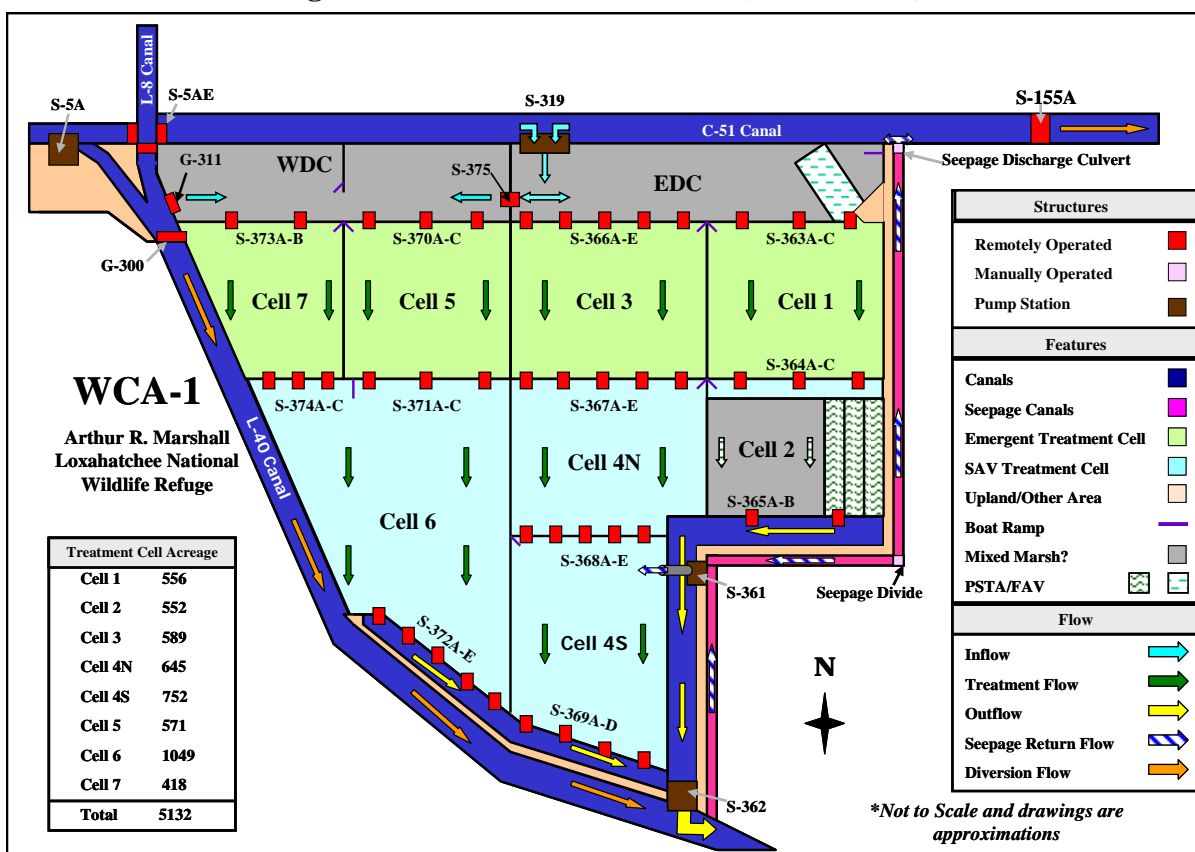 L-8 Canal
S-5A
S-5AE
S-319
S-155A
C-51 Canal
G-311
WDC
S-375
EDC
Seepage Discharge Culvert
S-373A-B
S-370A-C
S-366A-E
S-363A-C
G-300
Cell 7
Cell 5
Cell 3
Cell 1
S-364A-C
WCA-1
Arthur R. Marshall
Loxahatchee National
Wildlife Refuge
L-40 Canal
S-374A-C
S-371A-C
S-367A-E
Cell 4N
Cell 2
S-365A-B
Cell 6
S-368A-E
S-361
Seepage Divide
S-372A-E
Cell 4S
S-369A-D
N
S-362
Treatment Cell Acreage
Cell 1 556
Cell 2 552
Cell 3 589
Cell 4N 645
Cell 4S 752
Cell 5 571
Cell 6 1049
Cell 7 418
Total 5132
Structures
Remotely Operated
Manually Operated
Pump Station
Features
Canals
Seepage Canals
Emergent Treatment Cell
SAV Treatment Cell
Upland/Other Area
Boat Ramp
Mixed Marsh?
PSTA/FAV
Flow
Inflow
Treatment Flow
Outflow
Seepage Return Flow
Diversion Flow
*Not to Scale and drawings are
approximations